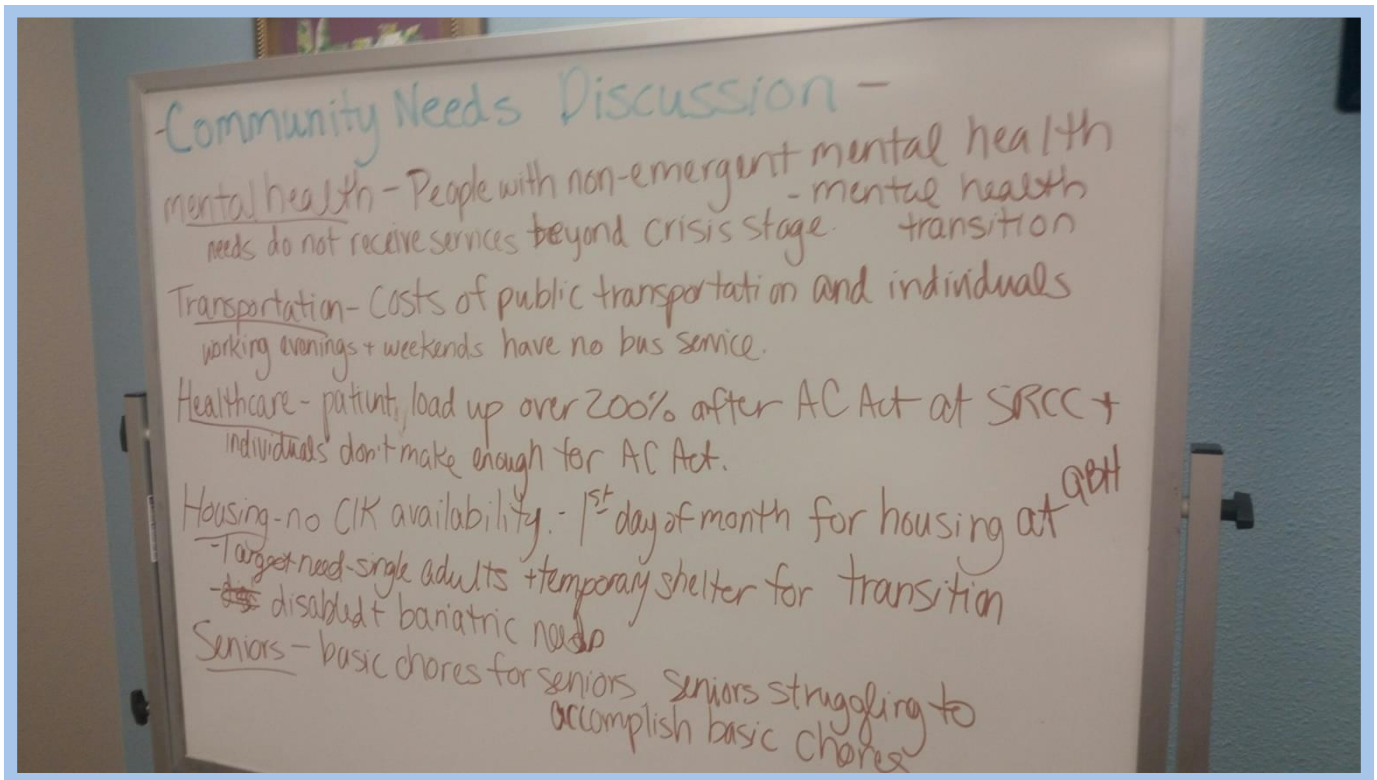 -Community Needs Discussion-
mental health - People with non-emergent mental health
needs do not receive services beyond crisis stage.
- mental health
transition
Transportation - Costs of public transportation and individuals
working evenings + weekends have no bus service.
Healthcare - patient load up over 200% after AC Act at SRCC +
individuals don't make enough for AC Act.
Housing - no CIK availability. - 1st day of month for housing at GBH
- Target need - single adults + temporary shelter for transition
- disabled + bariatric needs
Seniors - basic chores for seniors seniors struggling to
accomplish basic chores